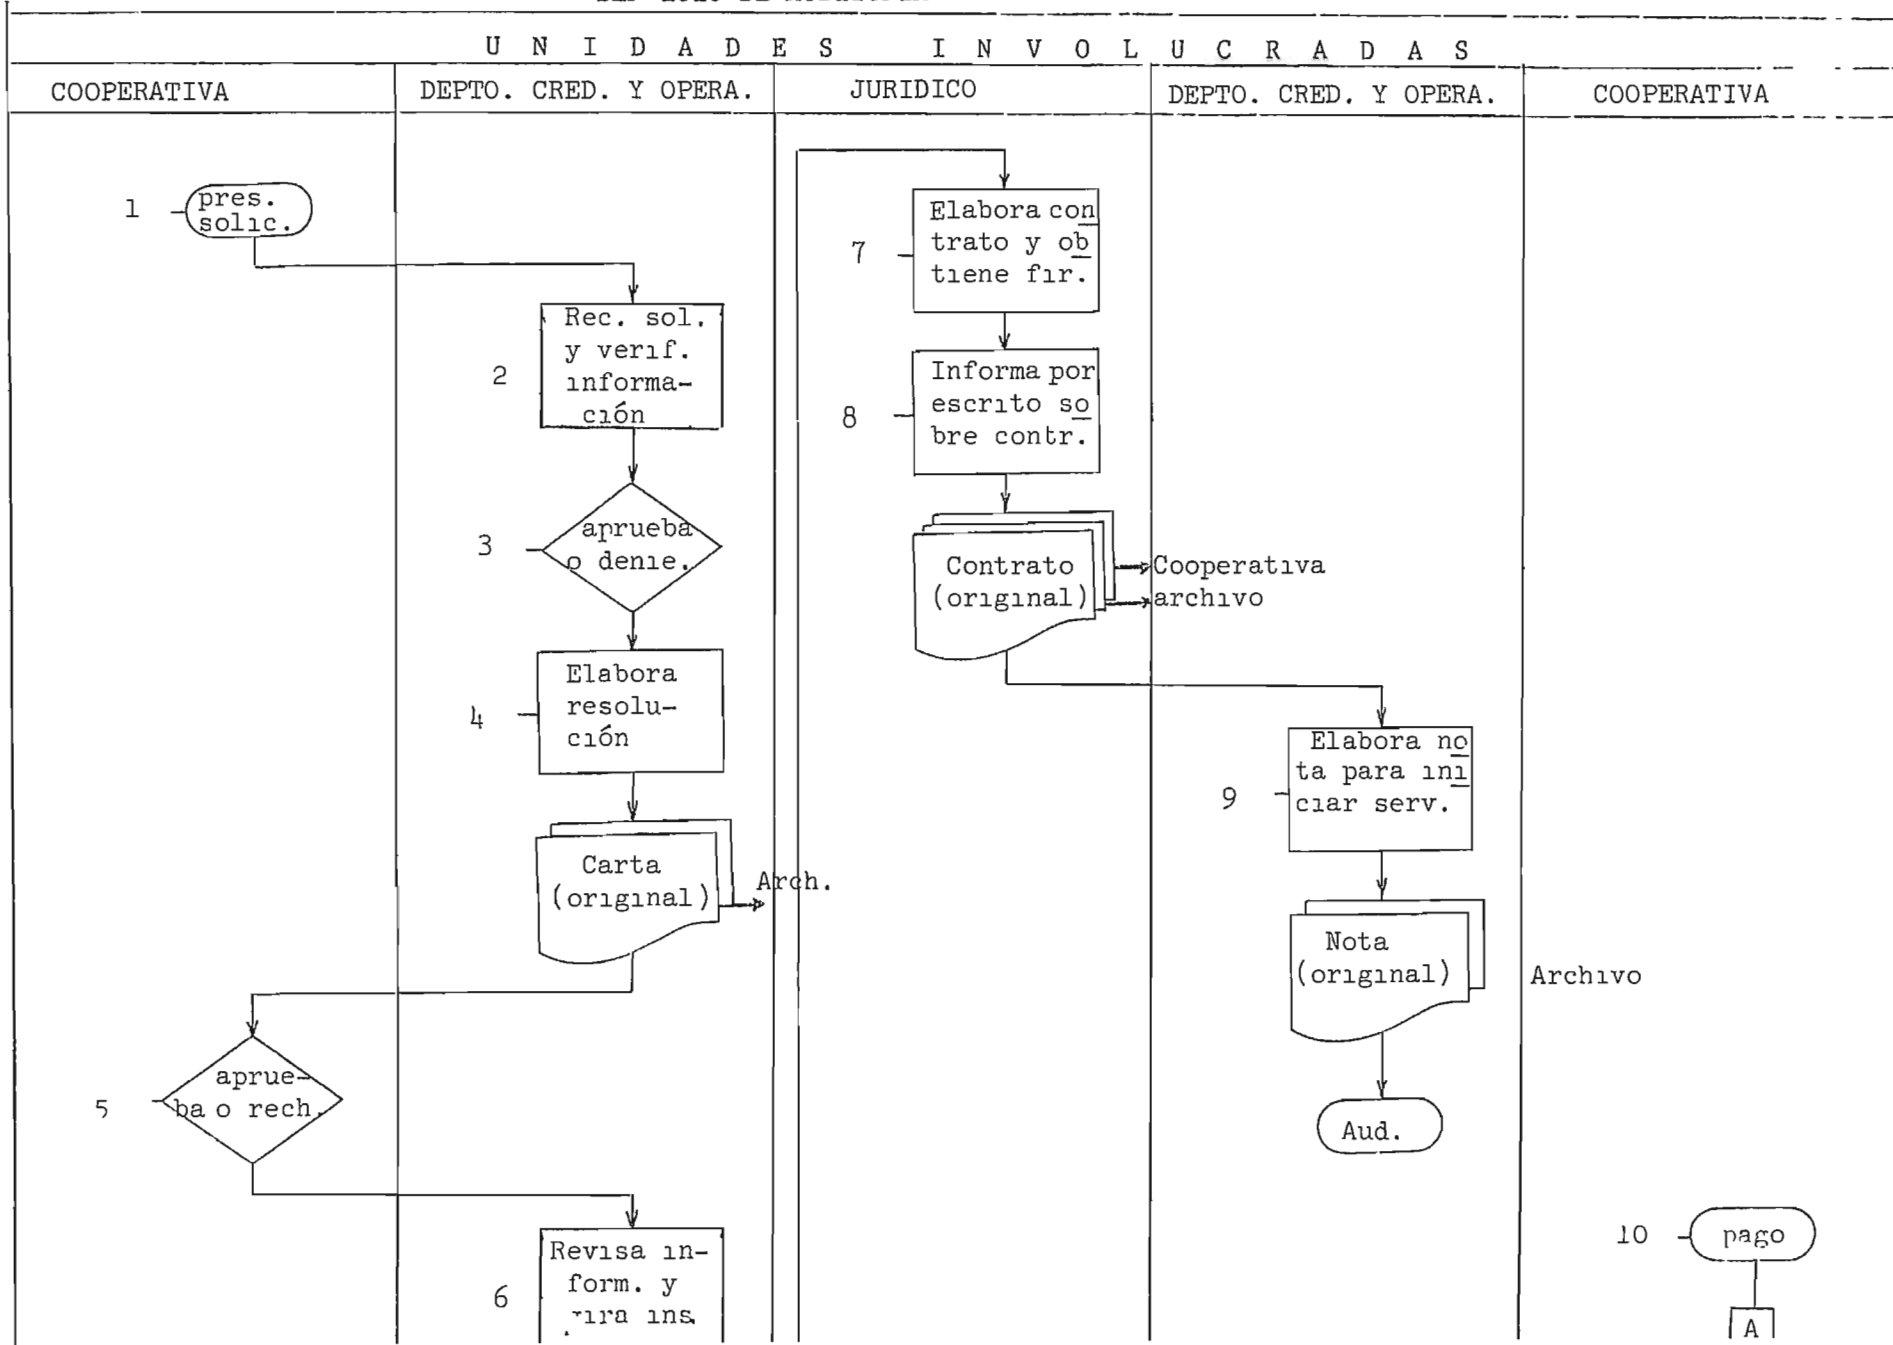 U N I D A D E S I N V O L U C R A D A S
COOPERATIVA
DEPTO. CRED. Y OPERA.
JURIDICO
DEPTO. CRED. Y OPERA.
COOPERATIVA
1
pres.
solic.
2
Rec. sol.
y verif.
informa-
ción
3
aprueba
o denie.
4
Elabora
resolu-
ción
Carta
(original)
Arch.
5
aprue-
ba o rech.
6
Revisa in-
form. y
gira ins.
7
Elabora con
trato y ob
tiene fir.
8
Informa por
escrito so
bre contr.
Contrato
(original)
Cooperativa
archivo
9
Elabora no
ta para ini
ciar serv.
Nota
(original)
Archivo
Aud.
10
pago
A